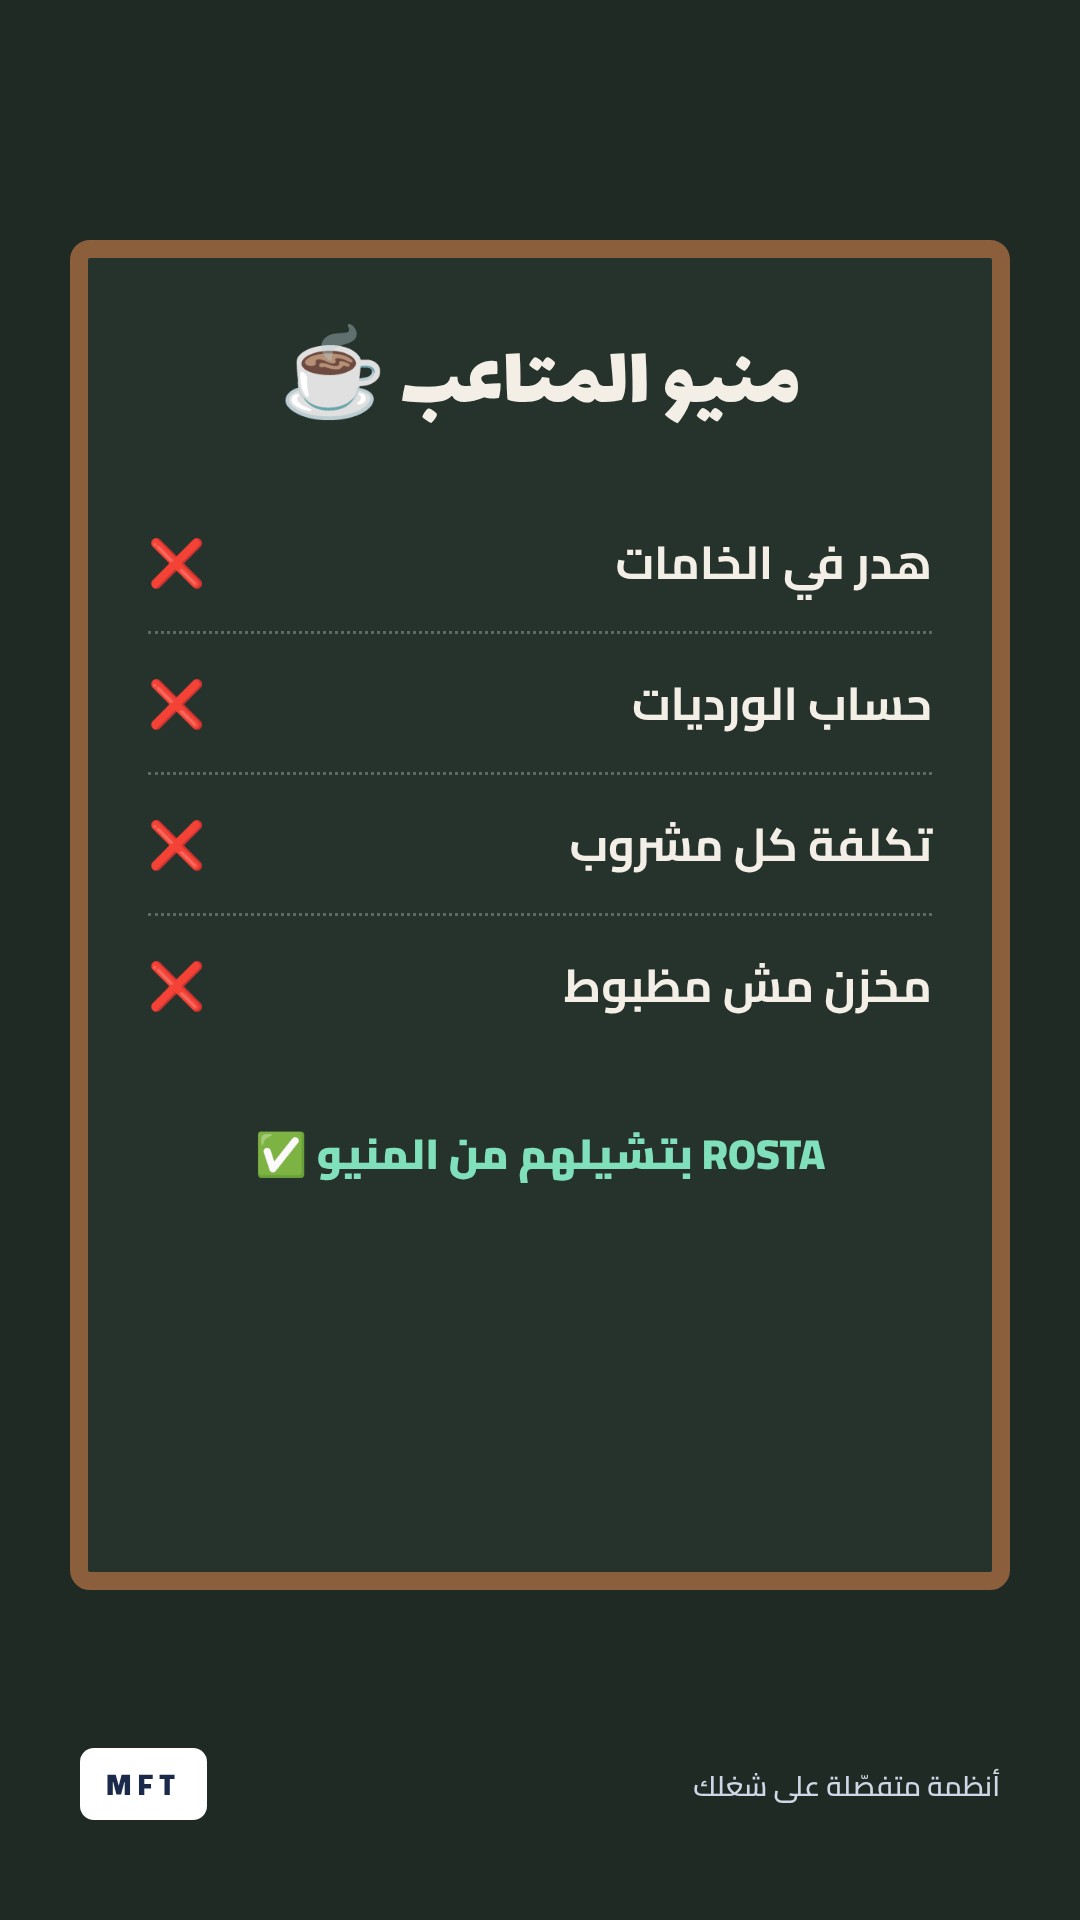 منيو المتاعب ☕
هدر في الخامات ❌
حساب الورديات ❌
تكلفة كل مشروب ❌
مخزن مش مظبوط ❌
ROSTA بتشيلهم من المنيو ✅
أنظمة متفصّلة على شغلك
MFT